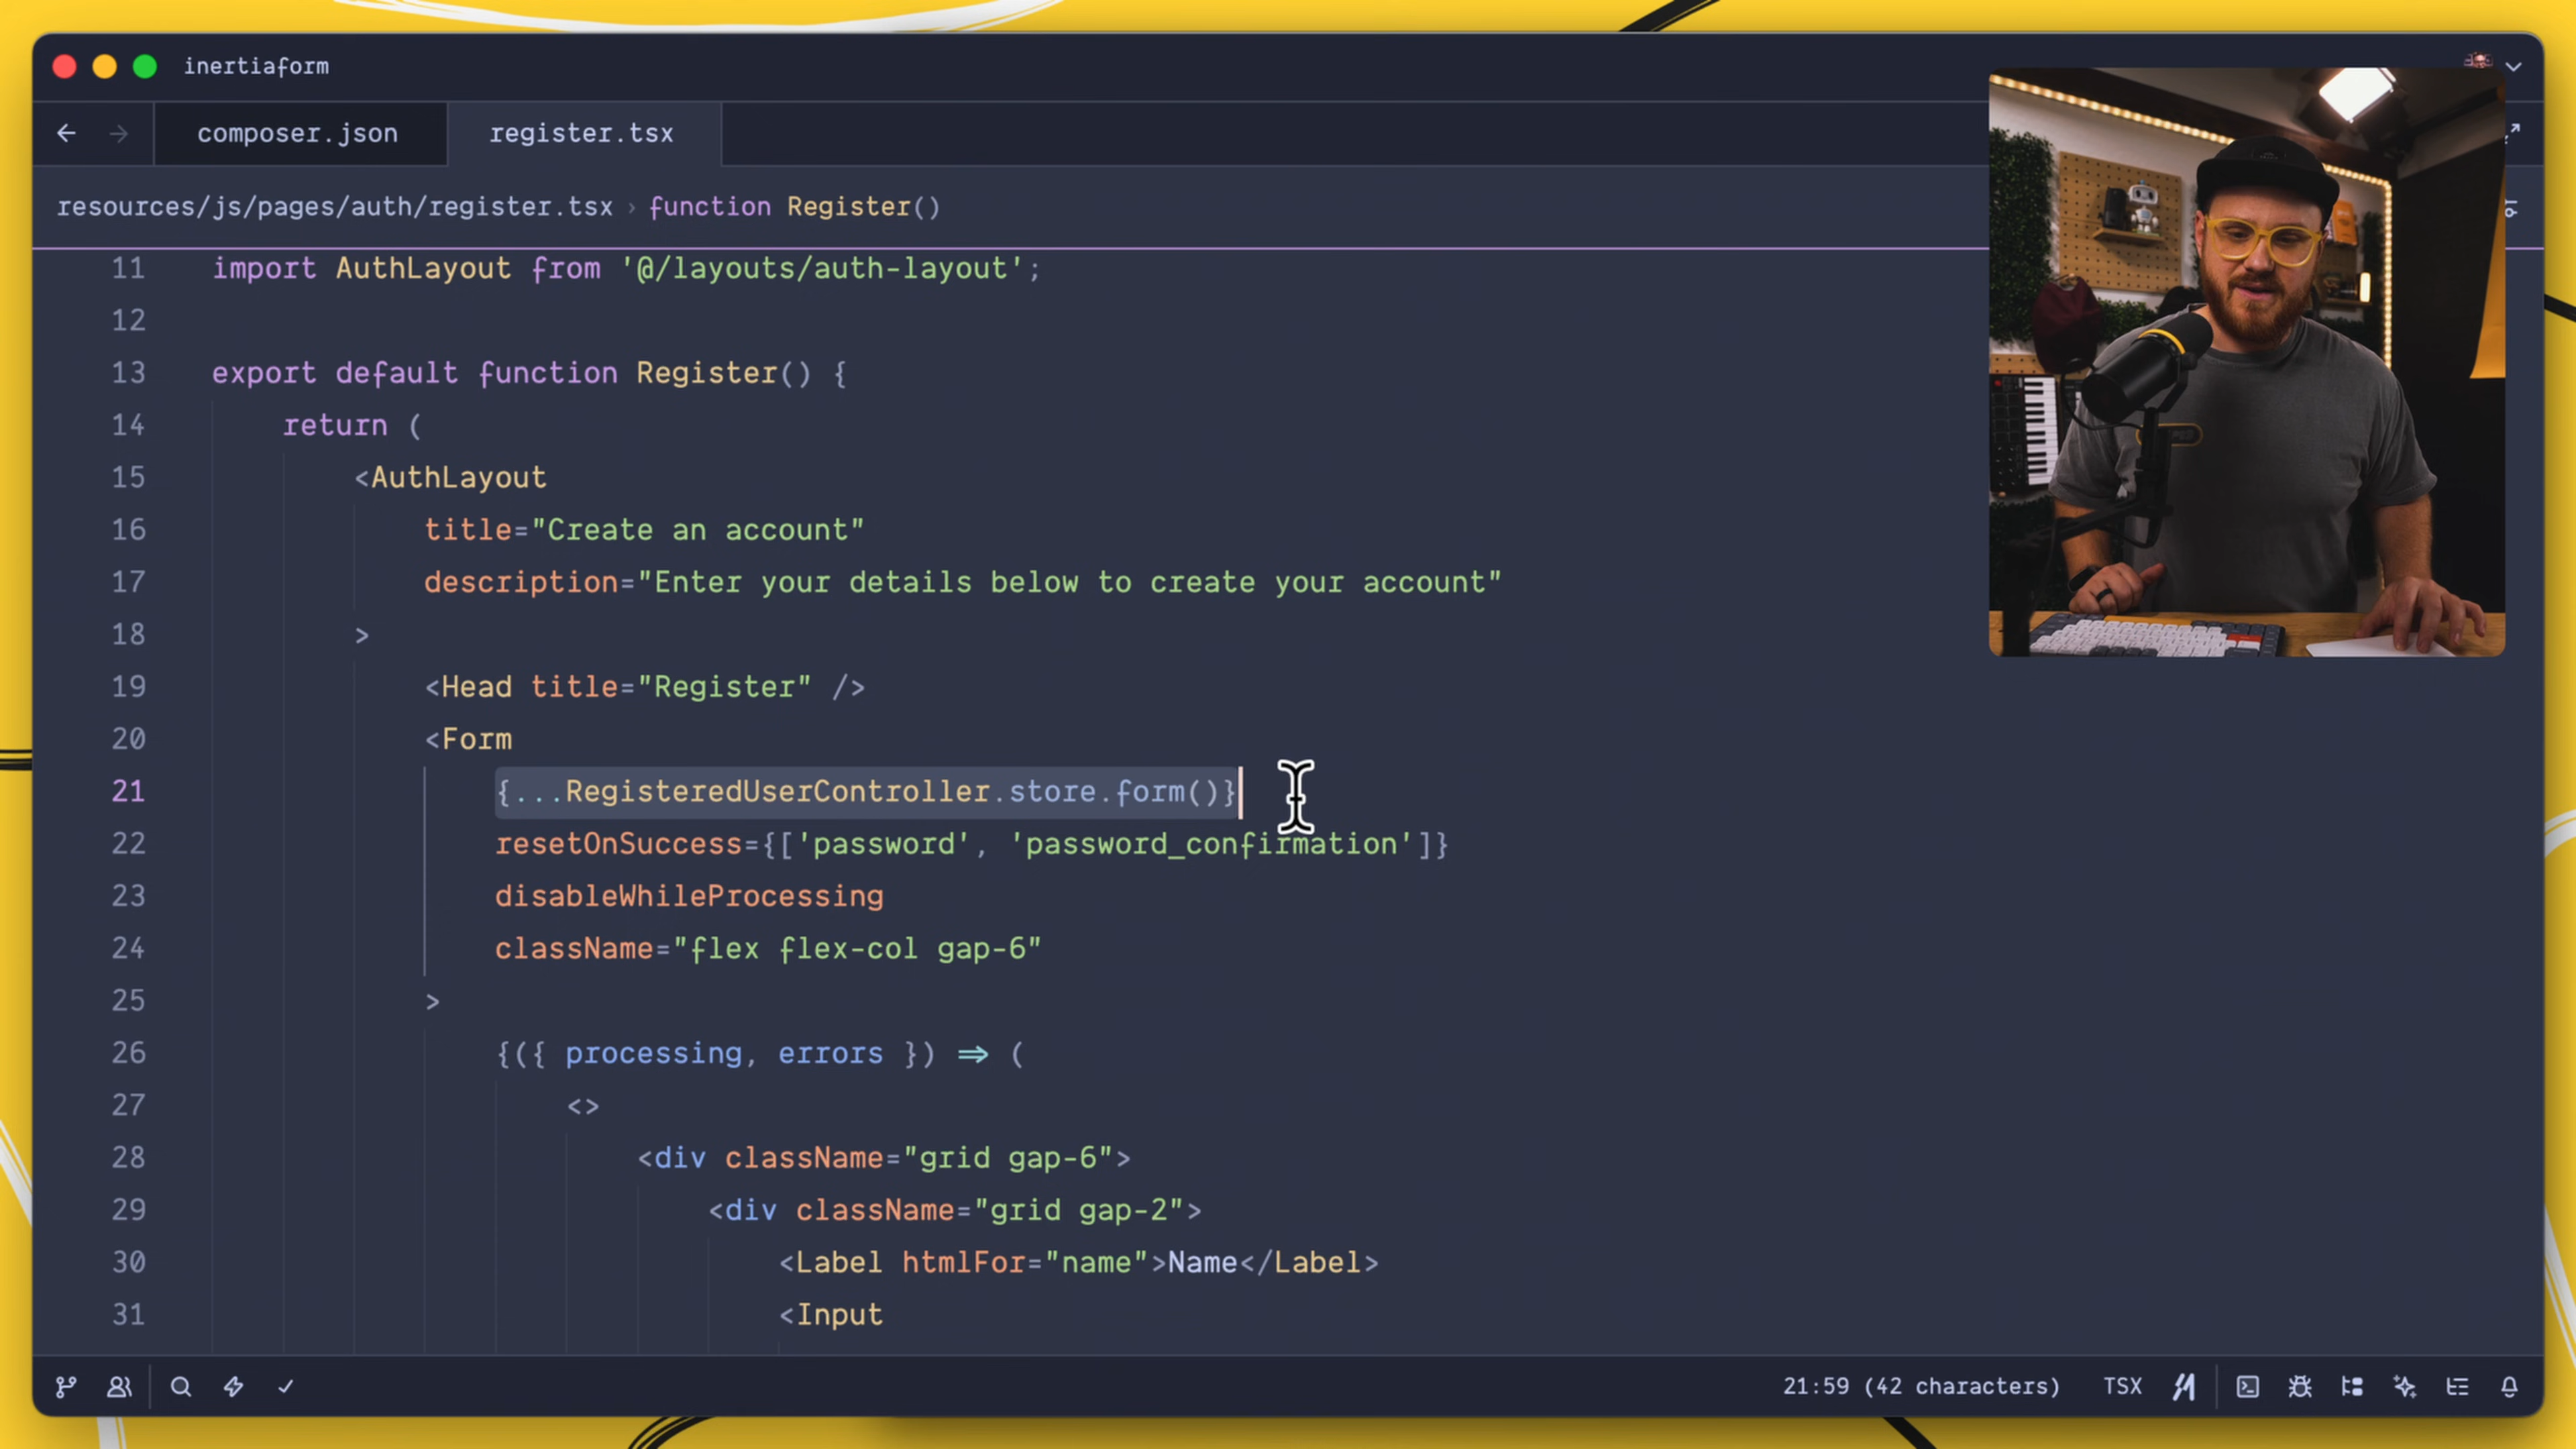 inertiaform
composer.json
register.tsx
resources/js/pages/auth/register.tsx › function Register()
11 import AuthLayout from '@/layouts/auth-layout';
12
13 export default function Register() {
14 return (
15 <AuthLayout
16 title="Create an account"
17 description="Enter your details below to create your account"
18 >
19 <Head title="Register" />
20 <Form
21 {...RegisteredUserController.store.form()}
22 resetOnSuccess={['password', 'password_confirmation']}
23 disableWhileProcessing
24 className="flex flex-col gap-6"
25 >
26 {({ processing, errors }) => (
27 <>
28 <div className="grid gap-6">
29 <div className="grid gap-2">
30 <Label htmlFor="name">Name</Label>
31 <Input
21:59 (42 characters) TSX